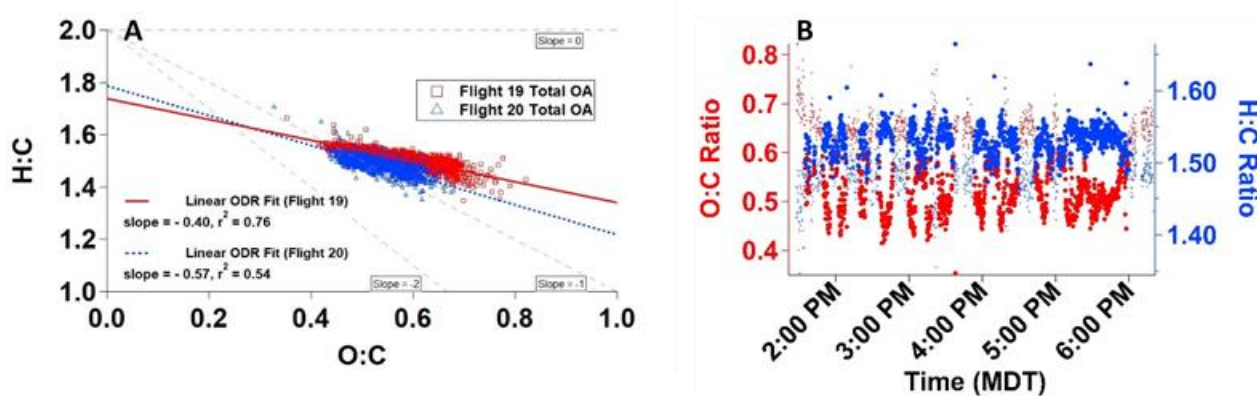 A
2.0
1.8
1.6
1.4
1.2
1.0
H:C
Slope = 0
Flight 19 Total OA
Flight 20 Total OA
Linear ODR Fit (Flight 19)
slope = - 0.40, r² = 0.76
Linear ODR Fit (Flight 20)
slope = - 0.57, r² = 0.54
Slope = -2
Slope = -1
0.0 0.2 0.4 0.6 0.8 1.0
O:C
B
0.8
0.7
0.6
0.5
0.4
O:C Ratio
1.60
1.50
1.40
H:C Ratio
2:00 PM 3:00 PM 4:00 PM 5:00 PM 6:00 PM
Time (MDT)